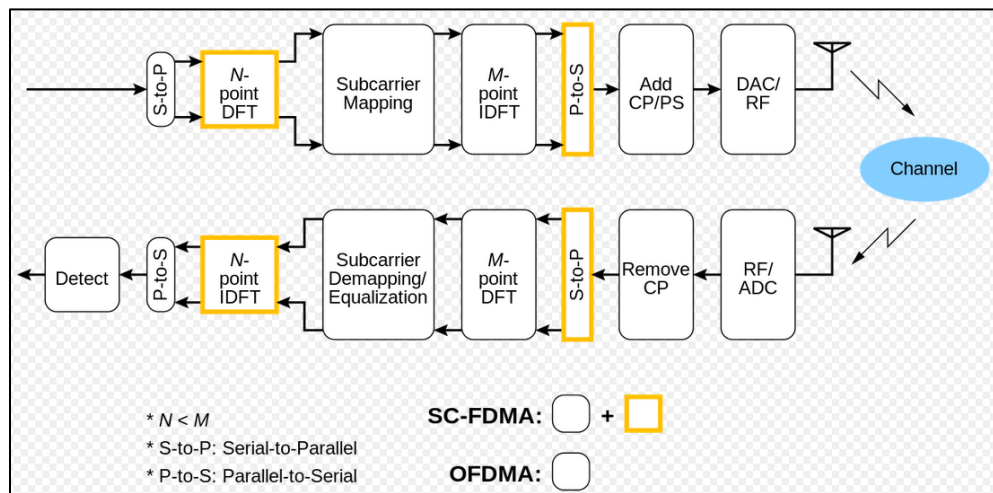 S-to-P
N-
point
DFT
Subcarrier
Mapping
M-
point
IDFT
P-to-S
Add
CP/PS
DAC/
RF
Channel
Detect
P-to-S
N-
point
IDFT
Subcarrier
Demapping/
Equalization
M-
point
DFT
S-to-P
Remove
CP
RF/
ADC
* N < M
* S-to-P: Serial-to-Parallel
* P-to-S: Parallel-to-Serial
SC-FDMA: +
OFDMA: